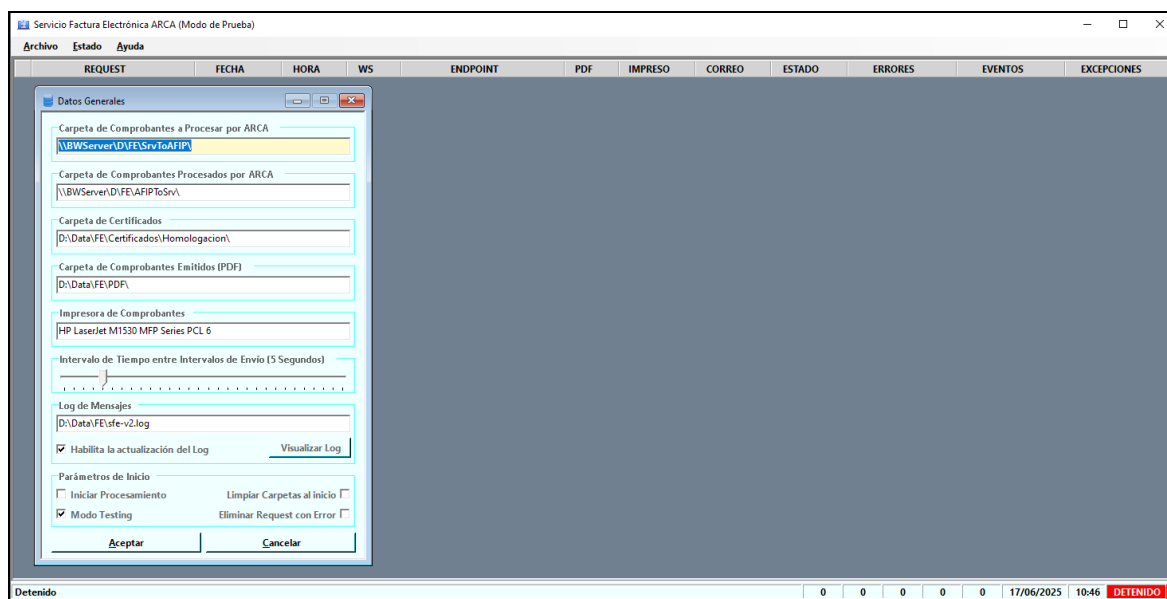 Servicio Factura Electrónica ARCA (Modo de Prueba)
Archivo Estado Ayuda
REQUEST FECHA HORA WS ENDPOINT PDF IMPRESO CORREO ESTADO ERRORES EVENTOS EXCEPCIONES
Datos Generales
Carpeta de Comprobantes a Procesar por ARCA
\\BWServer\D\FE\SrvToAFIP\
Carpeta de Comprobantes Procesados por ARCA
\\BWServer\D\FE\AFIPToSrv\
Carpeta de Certificados
D:\Data\FE\Certificados\Homologacion\
Carpeta de Comprobantes Emitidos (PDF)
D:\Data\FE\PDF\
Impresora de Comprobantes
HP LaserJet M1530 MFP Series PCL 6
Intervalo de Tiempo entre Intervalos de Envío (5 Segundos)
Log de Mensajes
D:\Data\FE\sfe-v2.log
Habilita la actualización del Log Visualizar Log
Parámetros de Inicio
Iniciar Procesamiento Limpiar Carpetas al inicio
Modo Testing Eliminar Request con Error
Aceptar Cancelar
Detenido 0 0 0 0 0 17/06/2025 10:46 DETENIDO